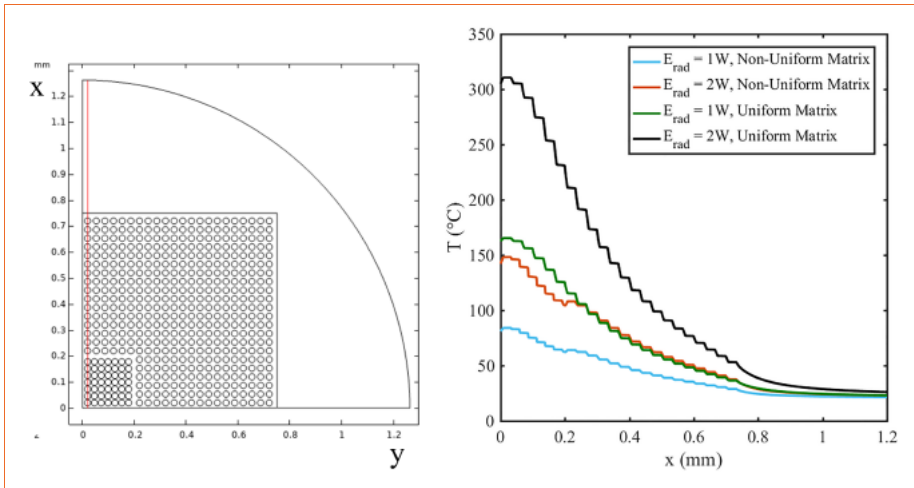 mm
x
1.2
1.1
1
0.9
0.8
0.7
0.6
0.5
0.4
0.3
0.2
0.1
0
0 0.2 0.4 0.6 0.8 1 1.2
y
350
300
250
200
150
100
50
0
T (°C)
E_rad = 1W, Non-Uniform Matrix
E_rad = 2W, Non-Uniform Matrix
E_rad = 1W, Uniform Matrix
E_rad = 2W, Uniform Matrix
0 0.2 0.4 0.6 0.8 1 1.2
x (mm)